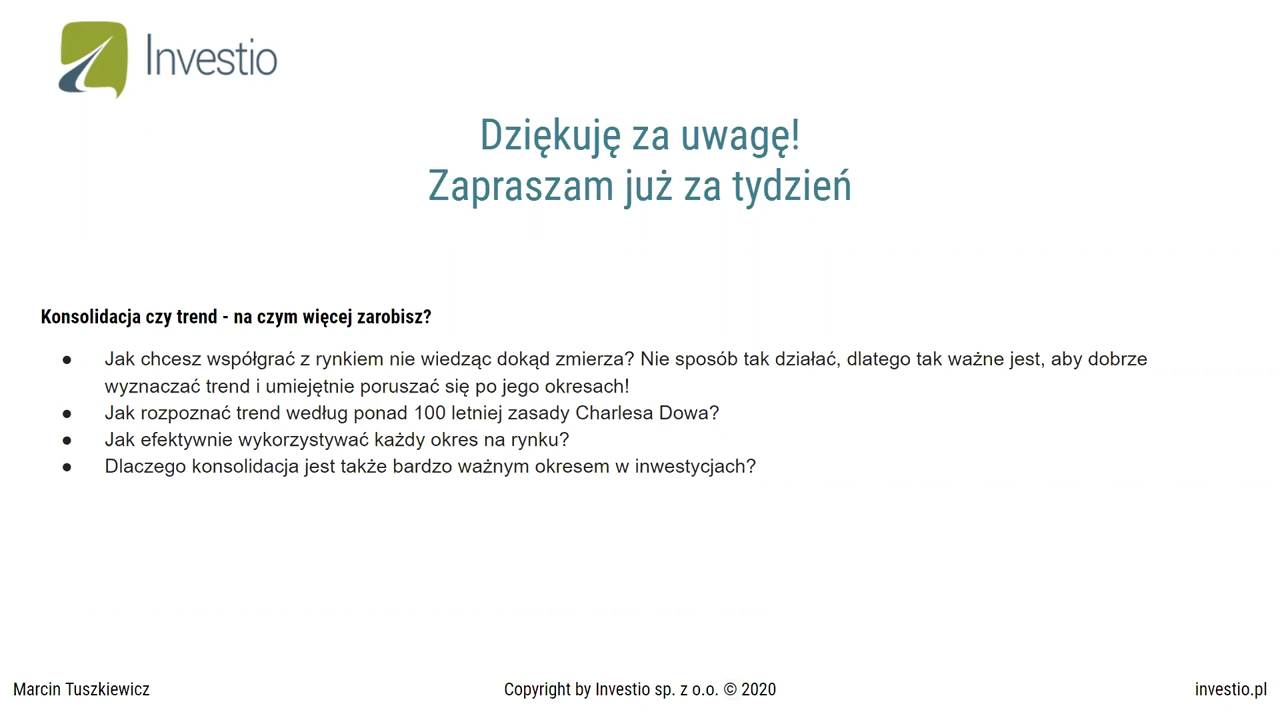 Investio
Dziękuję za uwagę!
Zapraszam już za tydzień
Konsolidacja czy trend - na czym więcej zarobisz?
● Jak chcesz współgrać z rynkiem nie wiedząc dokąd zmierza? Nie sposób tak działać, dlatego tak ważne jest, aby dobrze
wyznaczać trend i umiejętnie poruszać się po jego okresach!
● Jak rozpoznać trend według ponad 100 letniej zasady Charlesa Dowa?
● Jak efektywnie wykorzystywać każdy okres na rynku?
● Dlaczego konsolidacja jest także bardzo ważnym okresem w inwestycjach?
Marcin Tuszkiewicz
Copyright by Investio sp. z o.o. © 2020
investio.pl